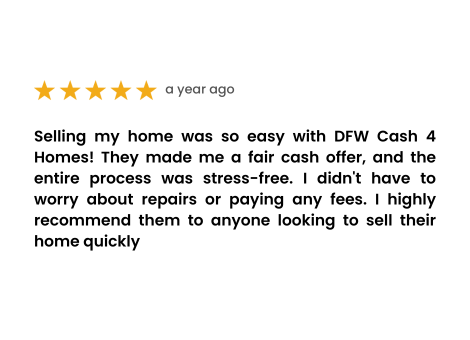 a year ago
Selling my home was so easy with DFW Cash 4
Homes! They made me a fair cash offer, and the
entire process was stress-free. I didn't have to
worry about repairs or paying any fees. I highly
recommend them to anyone looking to sell their
home quickly